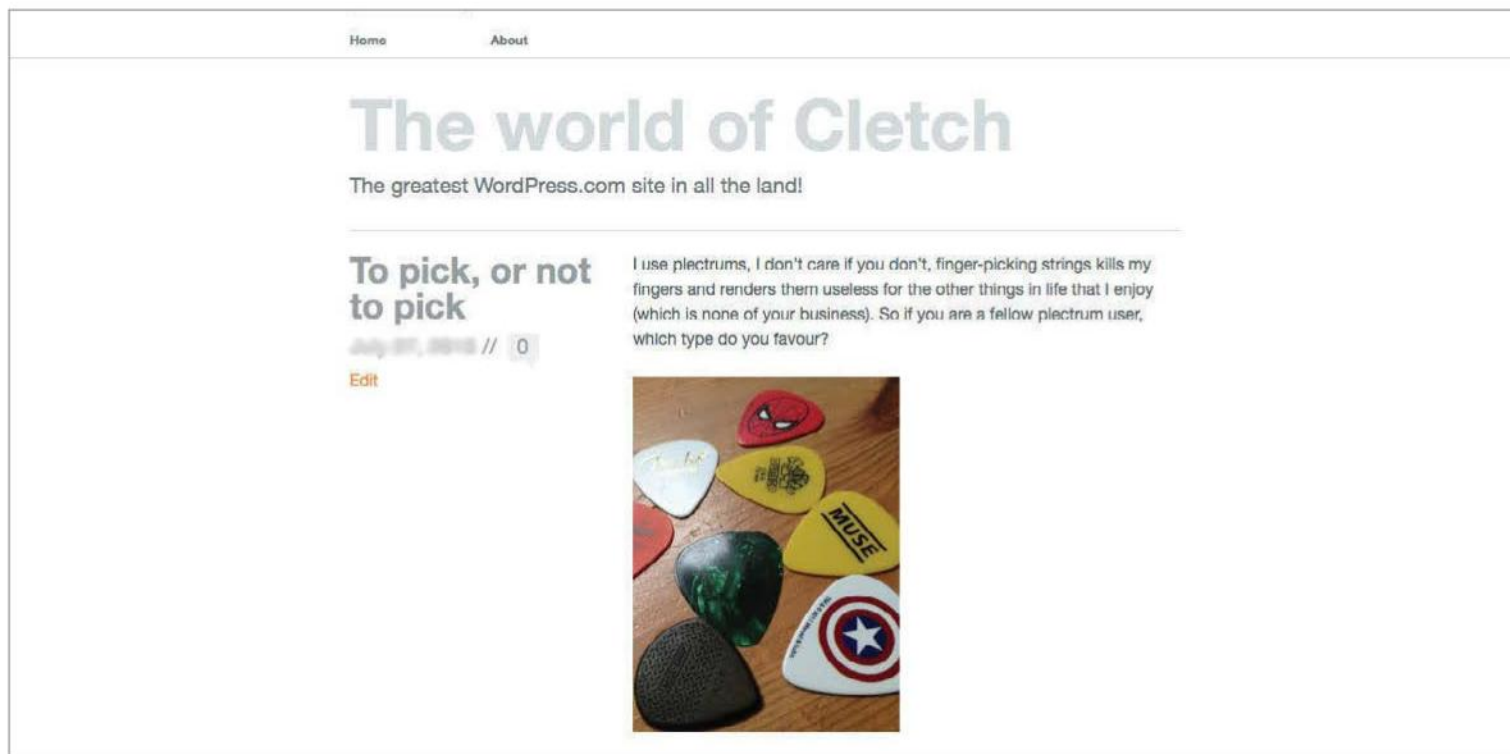 Home About
The world of Cletch
The greatest WordPress.com site in all the land!
To pick, or not
to pick
// 0
Edit
I use plectrums, I don't care if you don't, finger-picking strings kills my
fingers and renders them useless for the other things in life that I enjoy
(which is none of your business). So if you are a fellow plectrum user,
which type do you favour?
MUSE